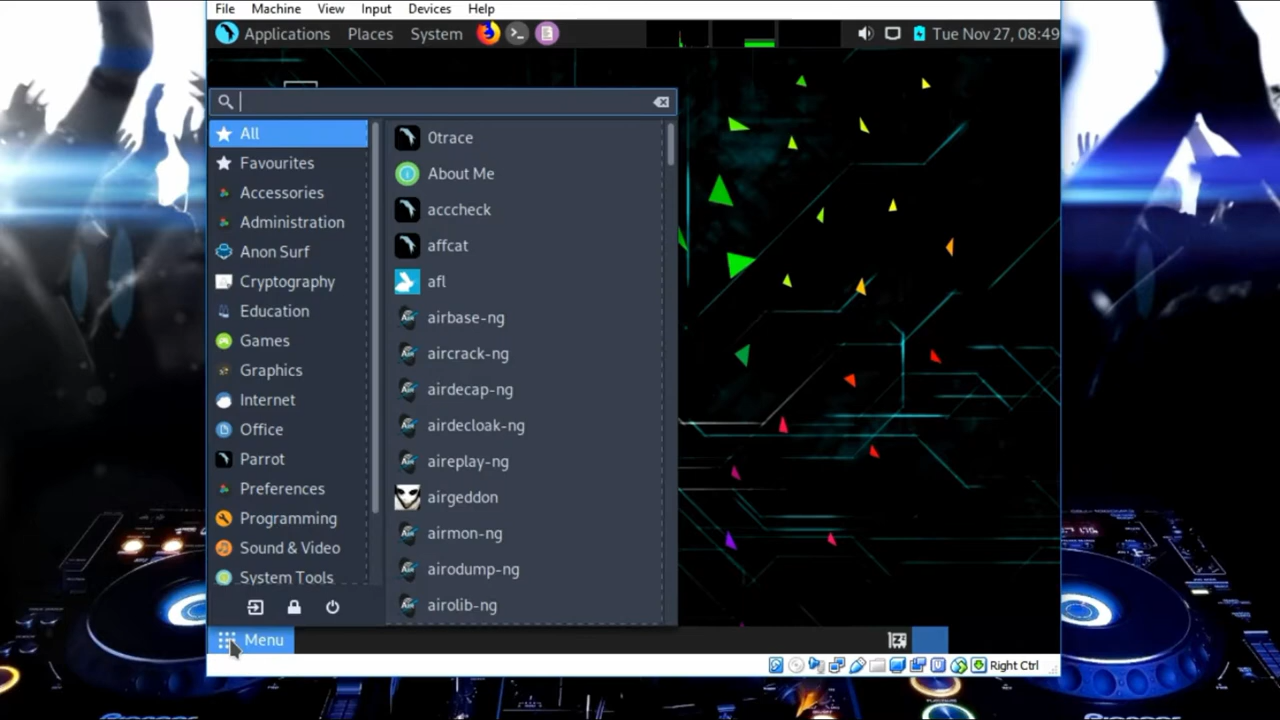 File Machine View Input Devices Help
Applications Places System Tue Nov 27, 08:49
All
Favourites
Accessories
Administration
Anon Surf
Cryptography
Education
Games
Graphics
Internet
Office
Parrot
Preferences
Programming
Sound & Video
System Tools
0trace
About Me
acccheck
affcat
afl
airbase-ng
aircrack-ng
airdecap-ng
airdecloak-ng
aireplay-ng
airgeddon
airmon-ng
airodump-ng
airolib-ng
Menu
Right Ctrl